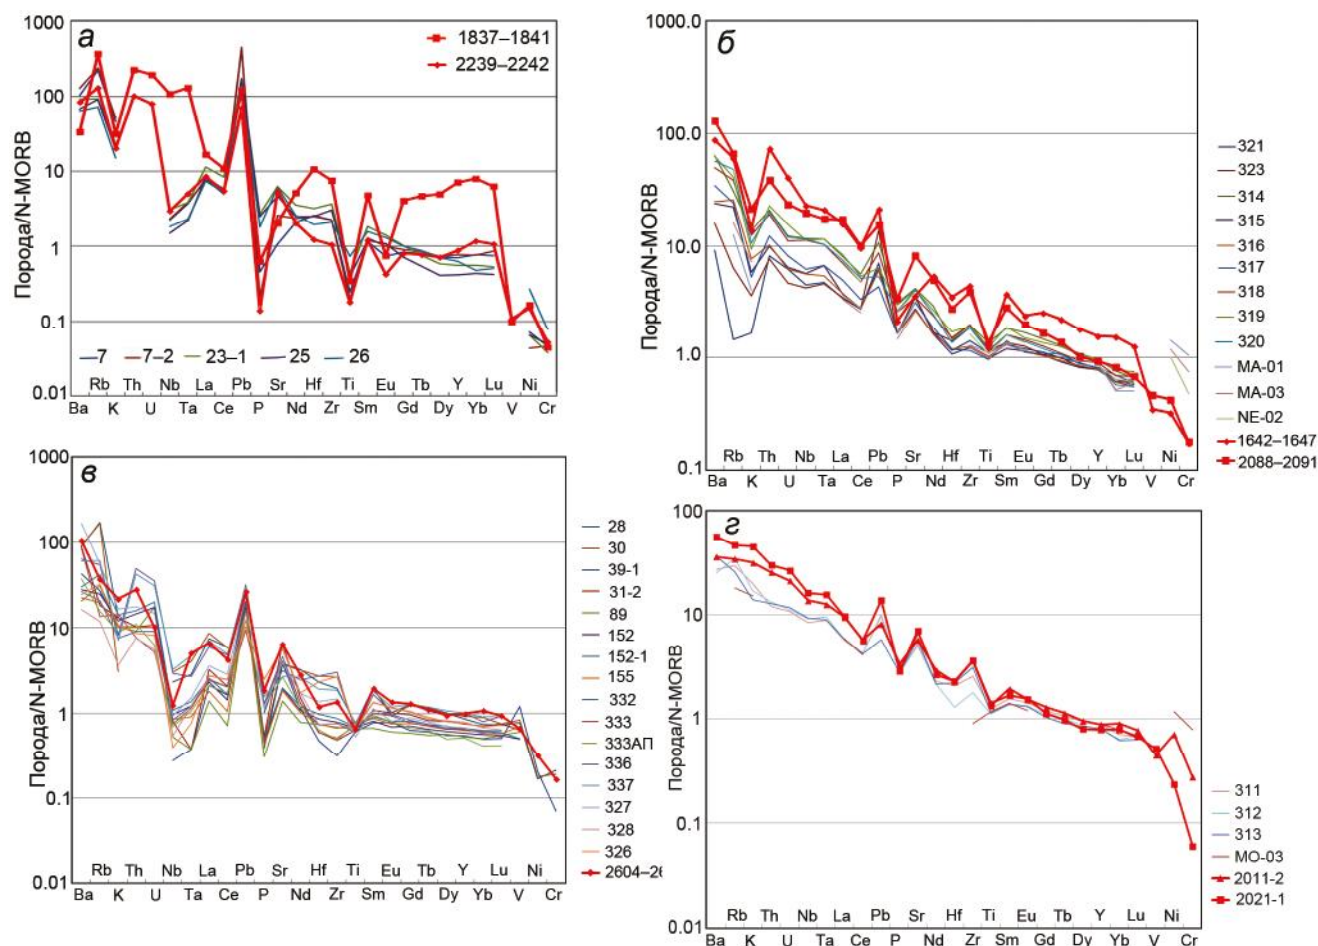 а
Порода/N-MORB
1000
100
10
1
0.1
0.01
1837–1841
2239–2242
7
7–2
23–1
25
26
Rb Th Nb La Pb Sr Hf Ti Eu Tb Y Lu Ni
Ba K U Ta Ce P Nd Zr Sm Gd Dy Yb V Cr
б
Порода/N-MORB
1000.0
100.0
10.0
1.0
0.1
Rb Th Nb La Pb Sr Hf Ti Eu Tb Y Lu Ni
Ba K U Ta Ce P Nd Zr Sm Gd Dy Yb V Cr
321
323
314
315
316
317
318
319
320
MA-01
MA-03
NE-02
1642–1647
2088–2091
в
Порода/N-MORB
1000
100
10
1
0.1
0.01
Rb Th Nb La Pb Sr Hf Ti Eu Tb Y Lu Ni
Ba K U Ta Ce P Nd Zr Sm Gd Dy Yb V Cr
28
30
39-1
31-2
89
152
152-1
155
332
333
333АП
336
337
327
328
326
2604–26
г
Порода/N-MORB
100
10
1
0.1
0.01
Rb Th Nb La Pb Sr Hf Ti Eu Tb Y Lu Ni
Ba K U Ta Ce P Nd Zr Sm Gd Dy Yb V Cr
311
312
313
MO-03
2011-2
2021-1